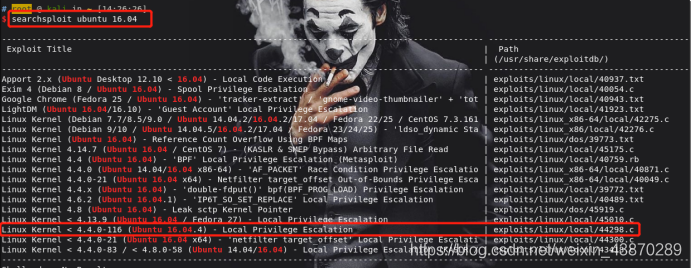 # root @ kali in ~ [14:26:26]
$ searchsploit ubuntu 16.04
Exploit Title | Path
| (/usr/share/exploitdb/)
Apport 2.x (Ubuntu Desktop 12.10 < 16.04) - Local Code Execution | exploits/linux/local/40937.txt
Exim 4 (Debian 8 / Ubuntu 16.04) - Spool Privilege Escalation | exploits/linux/local/40054.c
Google Chrome (Fedora 25 / Ubuntu 16.04) - 'tracker-extract' / 'gnome-video-thumbnailer' + 'tot | exploits/linux/local/40943.txt
LightDM (Ubuntu 16.04/16.10) - 'Guest Account' Local Privilege Escalation | exploits/linux/local/41923.txt
Linux Kernel (Debian 7.7/8.5/9.0 / Ubuntu 14.04.2/16.04.2/17.04 / Fedora 22/25 / CentOS 7.3.161 | exploits/linux_x86-64/local/42275.c
Linux Kernel (Debian 9/10 / Ubuntu 14.04.5/16.04.2/17.04 / Fedora 23/24/25) - 'ldso_dynamic Sta | exploits/linux_x86/local/42276.c
Linux Kernel (Ubuntu 16.04) - Reference Count Overflow Using BPF Maps | exploits/linux/dos/39773.txt
Linux Kernel 4.14.7 (Ubuntu 16.04 / CentOS 7) - (KASLR & SMEP Bypass) Arbitrary File Read | exploits/linux/local/45175.c
Linux Kernel 4.4 (Ubuntu 16.04) - 'BPF' Local Privilege Escalation (Metasploit) | exploits/linux/local/40759.rb
Linux Kernel 4.4.0 (Ubuntu 14.04/16.04 x86-64) - 'AF_PACKET' Race Condition Privilege Escalatio | exploits/linux_x86-64/local/40871.c
Linux Kernel 4.4.0-21 (Ubuntu 16.04 x64) - Netfilter target_offset Out-of-Bounds Privilege Esca | exploits/linux_x86-64/local/40049.c
Linux Kernel 4.4.x (Ubuntu 16.04) - 'double-fdput()' bpf(BPF_PROG_LOAD) Privilege Escalation | exploits/linux/local/39772.txt
Linux Kernel 4.6.2 (Ubuntu 16.04.1) - 'IP6T_SO_SET_REPLACE' Local Privilege Escalation | exploits/linux/local/40489.txt
Linux Kernel 4.8 (Ubuntu 16.04) - Leak sctp Kernel Pointer | exploits/linux/dos/45919.c
Linux Kernel < 4.13.9 (Ubuntu 16.04 / Fedora 27) - Local Privilege Escalation | exploits/linux/local/45010.c
Linux Kernel < 4.4.0-116 (Ubuntu 16.04.4) - Local Privilege Escalation | exploits/linux/local/44298.c
Linux Kernel < 4.4.0-21 (Ubuntu 16.04 x64) - 'netfilter target_offset' Local Privilege Escalati | exploits/linux/local/44300.c
Linux Kernel < 4.4.0-83 / < 4.8.0-58 (Ubuntu 14.04/16.04)
https://blog.csdn.net/weixin_43870289